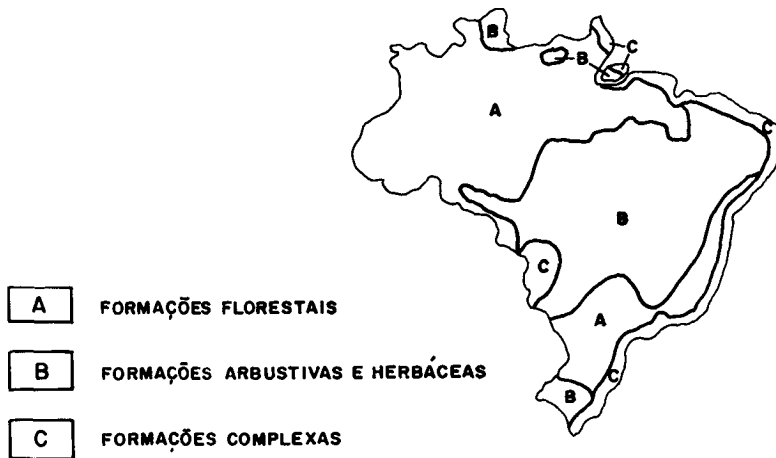 B
C
B
A
C
B
C
A
B
C
A FORMAÇÕES FLORESTAIS
B FORMAÇÕES ARBUSTIVAS E HERBÁCEAS
C FORMAÇÕES COMPLEXAS